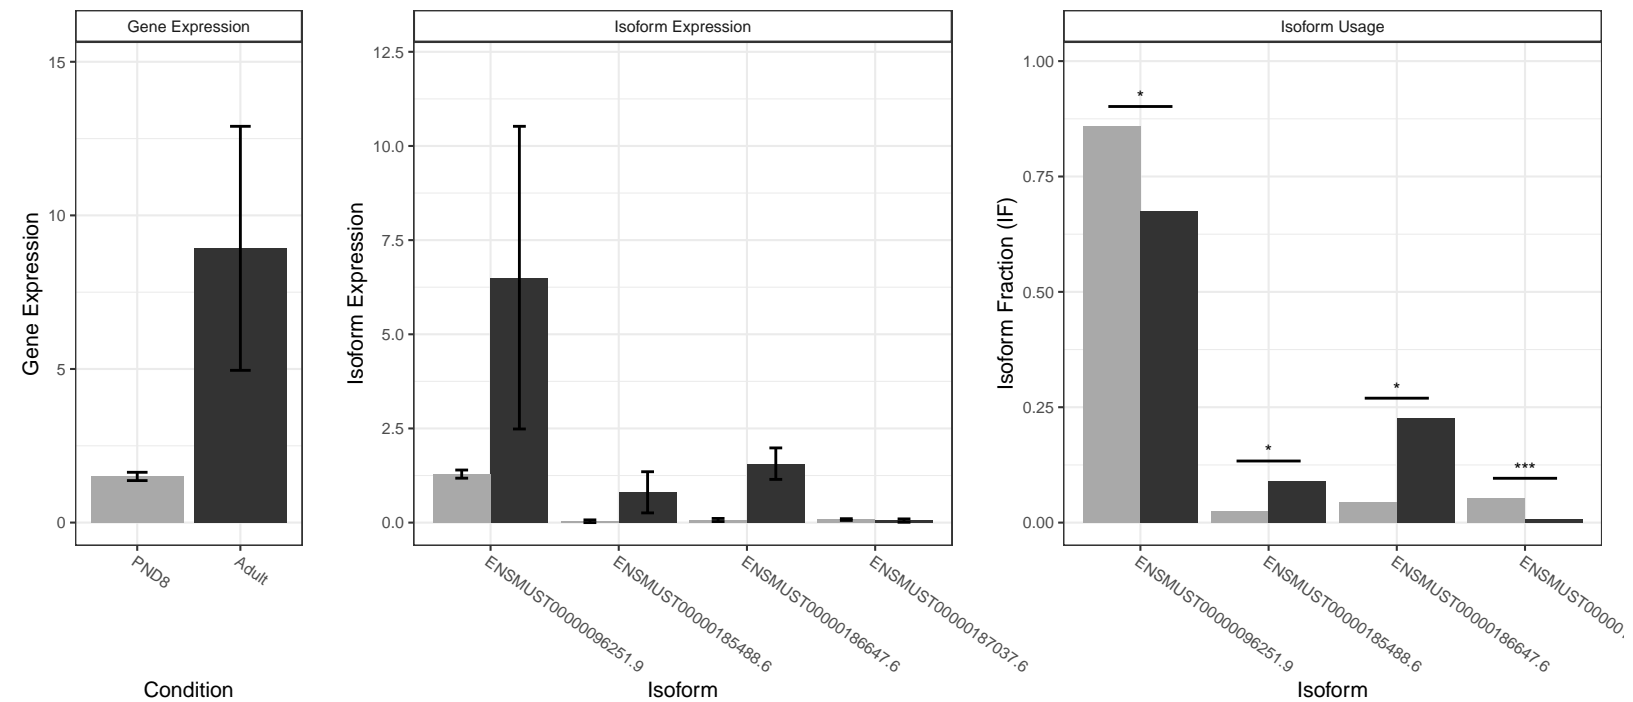 Gene Expression
Gene Expression
15
10
5
0
PND8
Adult
Condition
Isoform Expression
Isoform Expression
12.5
10.0
7.5
5.0
2.5
0.0
ENSMUST00000096251.9
ENSMUST00000185488.6
ENSMUST00000186647.6
ENSMUST00000187037.6
Isoform
Isoform Usage
Isoform Fraction (IF)
1.00
0.75
0.50
0.25
0.00
*
*
*
***
ENSMUST00000096251.9
ENSMUST00000185488.6
ENSMUST00000186647.6
ENSMUST00000
Isoform